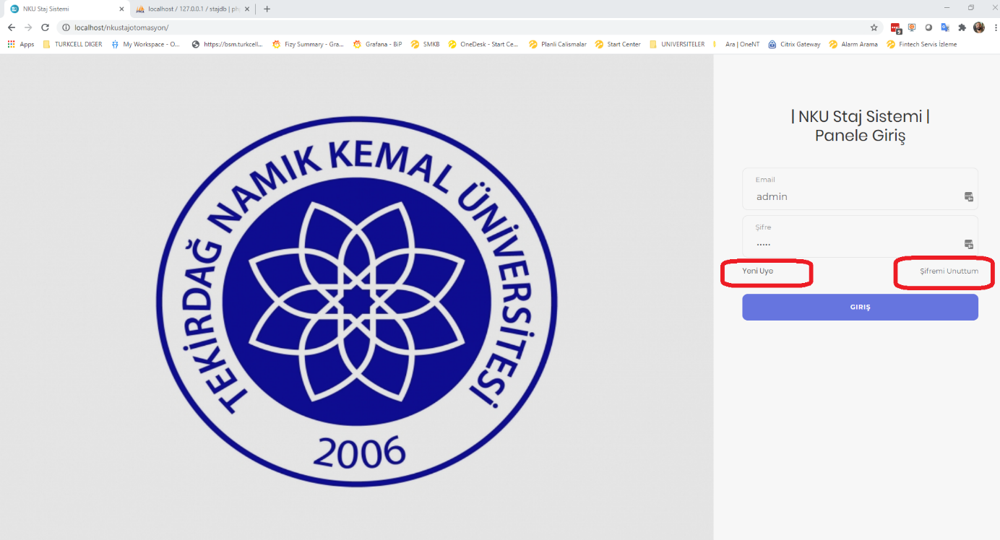 NKU Staj Sistemi
localhost / 127.0.0.1 / stajdb | ph
localhost/nkustajotomasyon/
9
Apps
TURKCELL DIGER
My Workspace - O...
https://bsm.turkcell...
Fizy Summary - Gra...
Grafana - BiP
SMKB
OneDesk - Start Ce...
Planli Calismalar
Start Center
UNIVERSITELER
Ara | OneNT
Citrix Gateway
Alarm Arama
Fintech Servis İzleme
TEKİRDAĞ NAMIK KEMAL ÜNİVERSİTESİ
2006
| NKU Staj Sistemi |
Panele Giriş
Email
admin
Şifre
•••••
Yeni Uye
Şifremi Unuttum
GIRIŞ